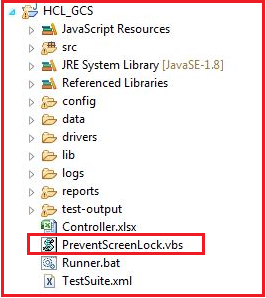 HCL_GCS
JavaScript Resources
src
JRE System Library [JavaSE-1.8]
Referenced Libraries
config
data
drivers
lib
logs
reports
test-output
Controller.xlsx
PreventScreenLock.vbs
Runner.bat
TestSuite.xml